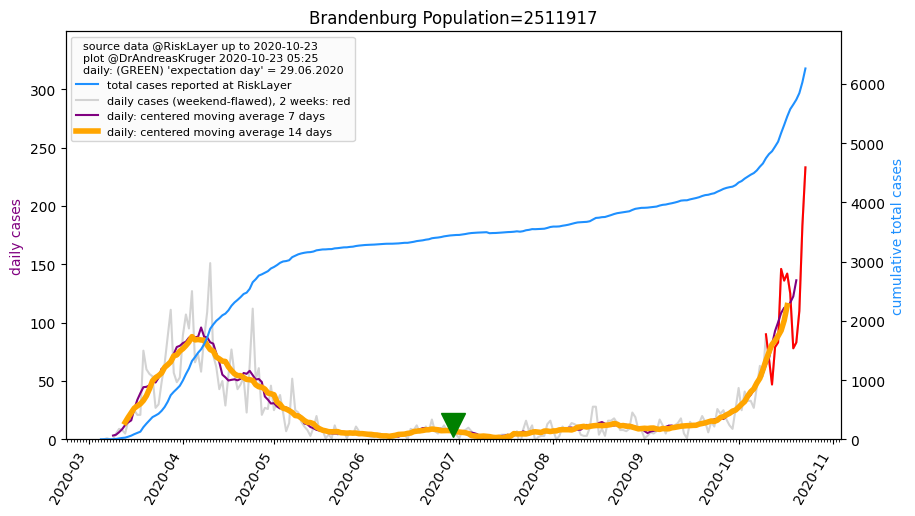 Brandenburg Population=2511917
source data @RiskLayer up to 2020-10-23
plot @DrAndreasKruger 2020-10-23 05:25
daily: (GREEN) 'expectation day' = 29.06.2020
total cases reported at RiskLayer
daily cases (weekend-flawed), 2 weeks: red
daily: centered moving average 7 days
daily: centered moving average 14 days
daily cases
300
250
200
150
100
50
0
cumulative total cases
6000
5000
4000
3000
2000
1000
0
2020-03
2020-04
2020-05
2020-06
2020-07
2020-08
2020-09
2020-10
2020-11